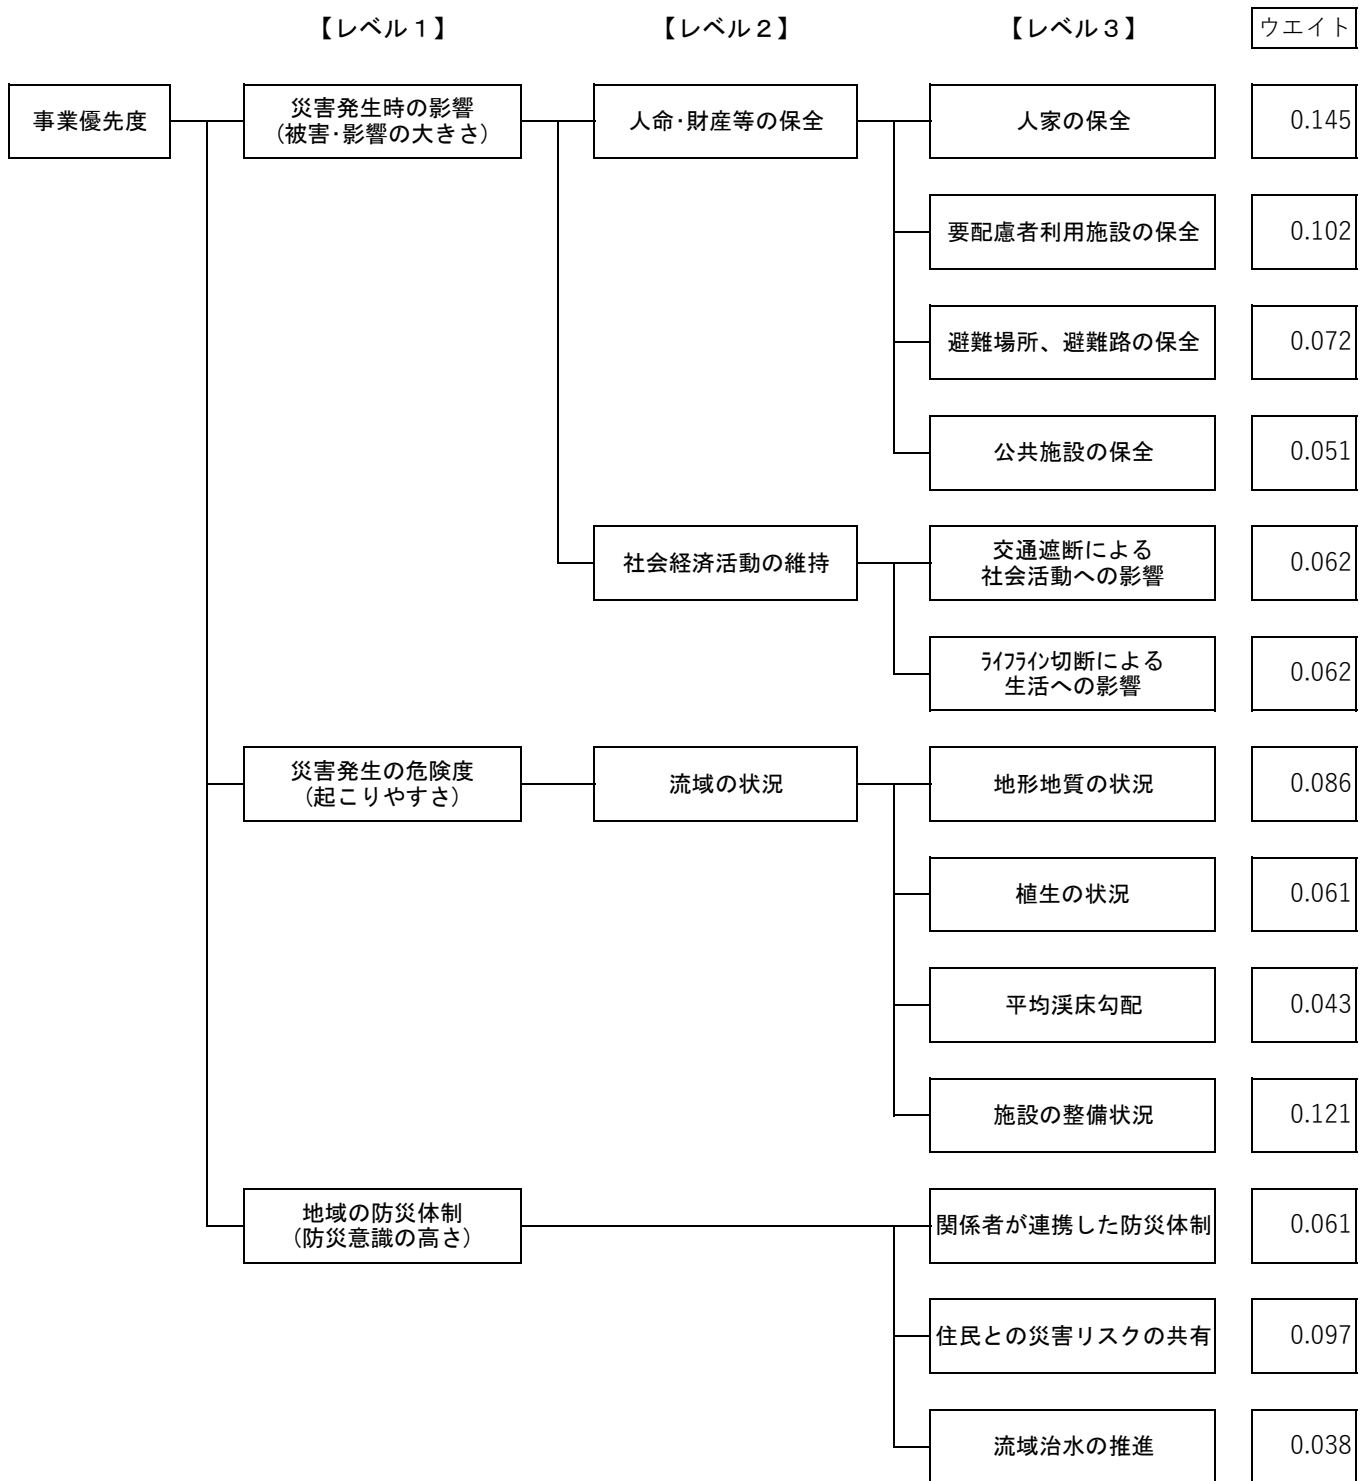 【レベル１】 【レベル２】 【レベル３】 ウエイト
事業優先度
災害発生時の影響
(被害･影響の大きさ)
人命･財産等の保全
人家の保全
0.145
要配慮者利用施設の保全
0.102
避難場所、避難路の保全
0.072
公共施設の保全
0.051
社会経済活動の維持
交通遮断による
社会活動への影響
0.062
ﾗｲﾌﾗｲﾝ切断による
生活への影響
0.062
災害発生の危険度
(起こりやすさ)
流域の状況
地形地質の状況
0.086
植生の状況
0.061
平均渓床勾配
0.043
施設の整備状況
0.121
地域の防災体制
(防災意識の高さ)
関係者が連携した防災体制
0.061
住民との災害リスクの共有
0.097
流域治水の推進
0.038